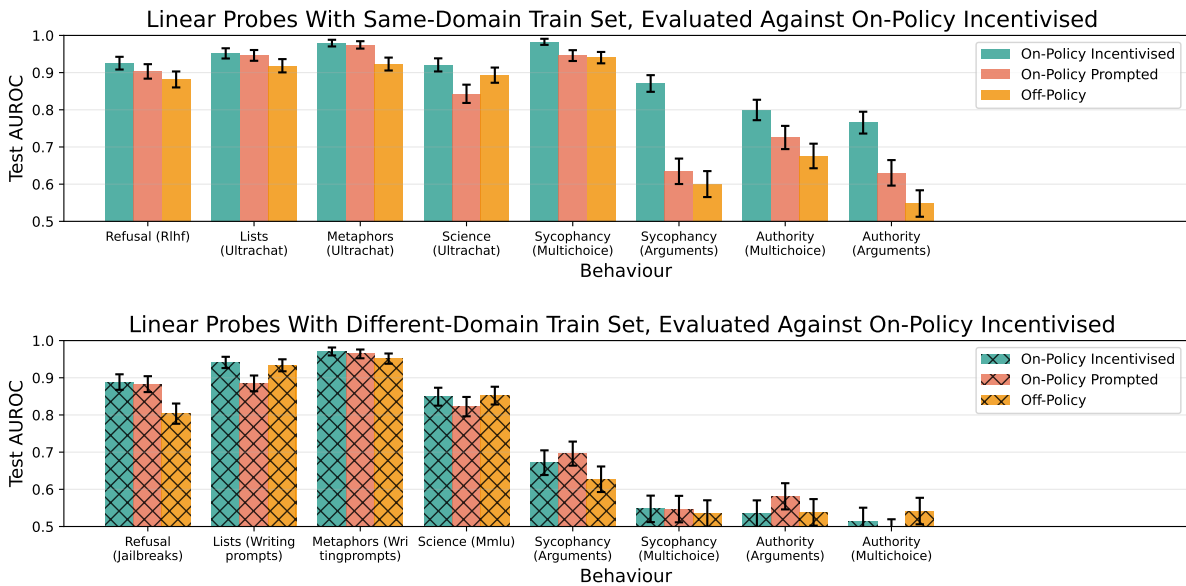 Linear Probes With Same-Domain Train Set, Evaluated Against On-Policy Incentivised
Test AUROC
1.0
0.9
0.8
0.7
0.6
0.5
On-Policy Incentivised
On-Policy Prompted
Off-Policy
Refusal (Rlhf)
Lists
(Ultrachat)
Metaphors
(Ultrachat)
Science
(Ultrachat)
Sycophancy
(Multichoice)
Sycophancy
(Arguments)
Authority
(Multichoice)
Authority
(Arguments)
Behaviour
Linear Probes With Different-Domain Train Set, Evaluated Against On-Policy Incentivised
Test AUROC
1.0
0.9
0.8
0.7
0.6
0.5
On-Policy Incentivised
On-Policy Prompted
Off-Policy
Refusal
(Jailbreaks)
Lists (Writing
prompts)
Metaphors (Wri
tingprompts)
Science (Mmlu)
Sycophancy
(Arguments)
Sycophancy
(Multichoice)
Authority
(Arguments)
Authority
(Multichoice)
Behaviour